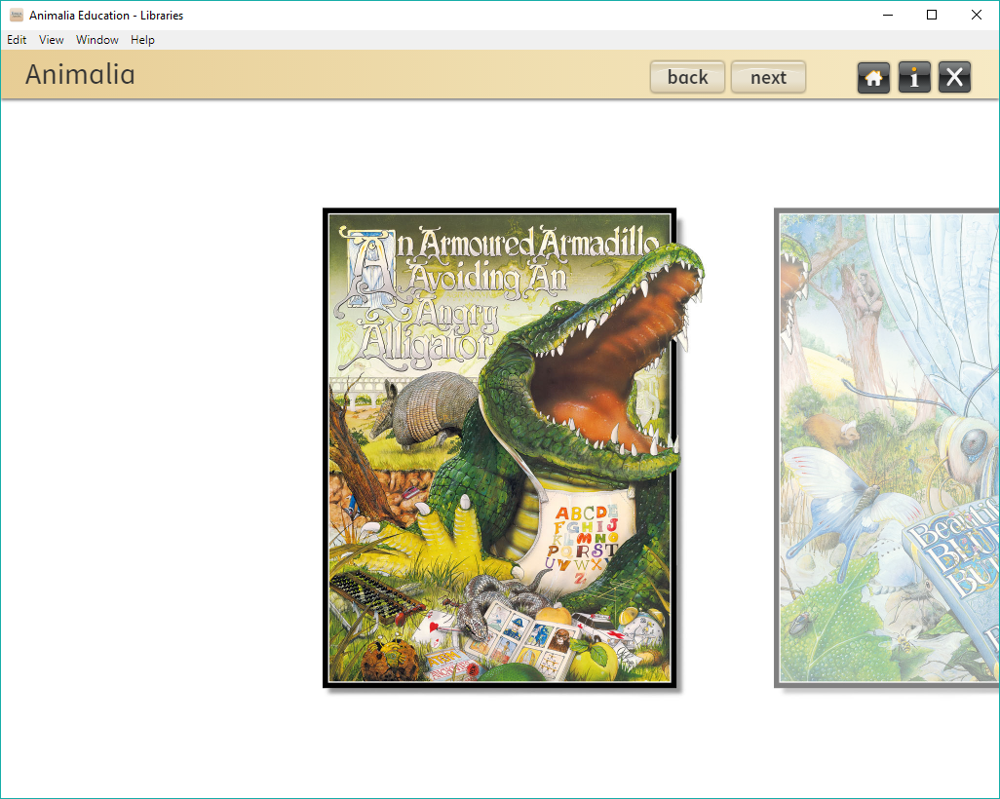 Animalia Education - Libraries
Edit View Window Help
Animalia
back next
An Armoured Armadillo
Avoiding An
Angry
Alligator
ABCDE
FGHIJ
KLMNO
PQRST
UVWXY
Z